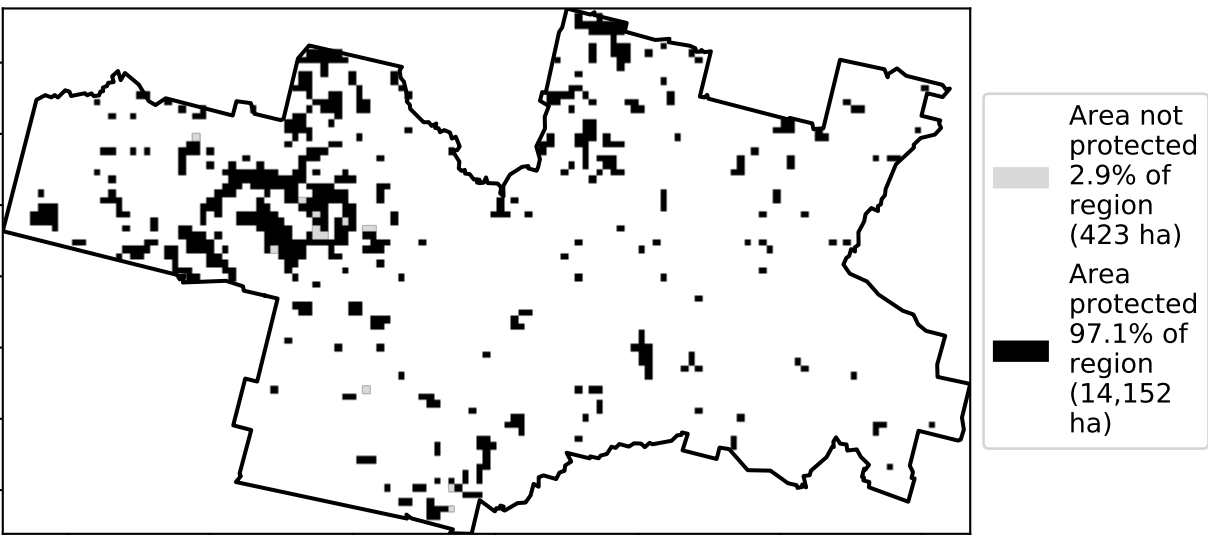 Area not
protected
2.9% of
region
(423 ha)
Area
protected
97.1% of
region
(14,152
ha)